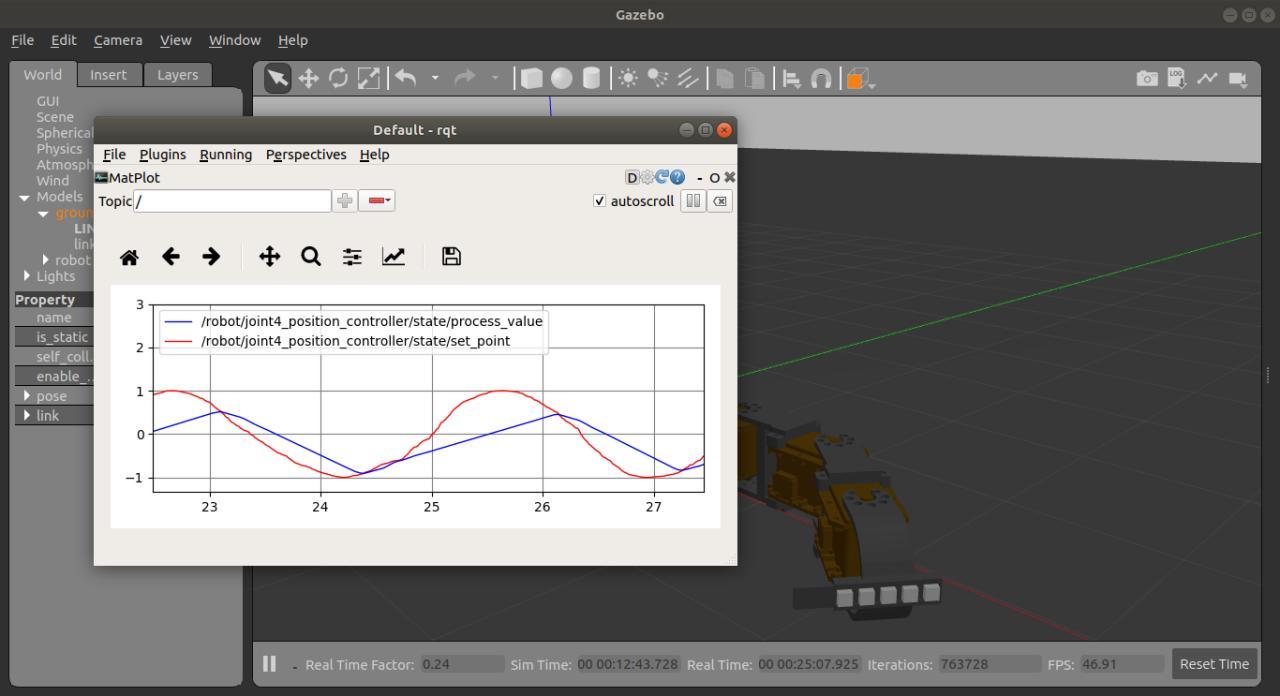 Gazebo
File Edit Camera View Window Help
World Insert Layers
GUI
Scene
Spherical
Physics
Atmosph
Wind
Models
groun
LIN
link
robot
Lights
Property
name
is_static
self_coll...
enable_...
pose
link
Default - rqt
File Plugins Running Perspectives Help
MatPlot D - O
Topic / autoscroll
/robot/joint4_position_controller/state/process_value
/robot/joint4_position_controller/state/set_point
3
2
1
0
−1
23 24 25 26 27
LOG
- Real Time Factor: 0.24 Sim Time: 00 00:12:43.728 Real Time: 00 00:25:07.925 Iterations: 763728 FPS: 46.91 Reset Time